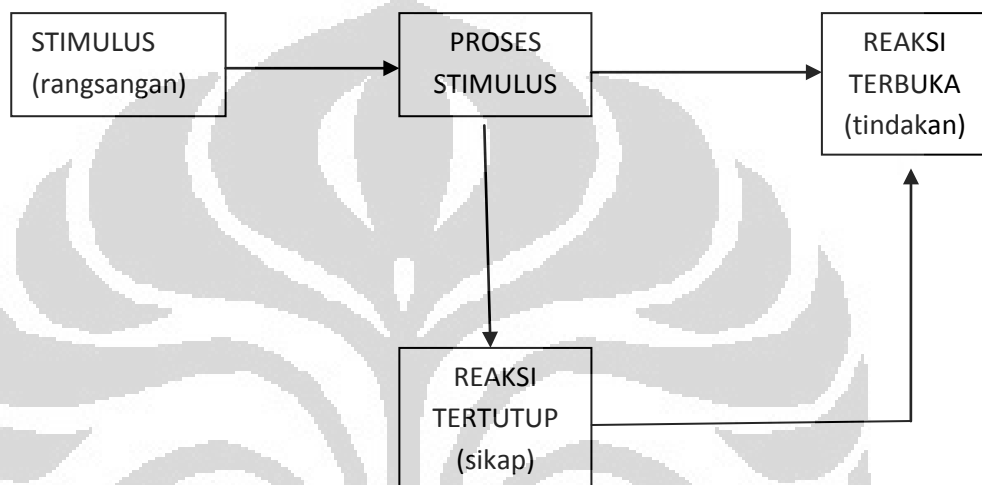 STIMULUS
(rangsangan)
PROSES
STIMULUS
REAKSI
TERBUKA
(tindakan)
REAKSI
TERTUTUP
(sikap)